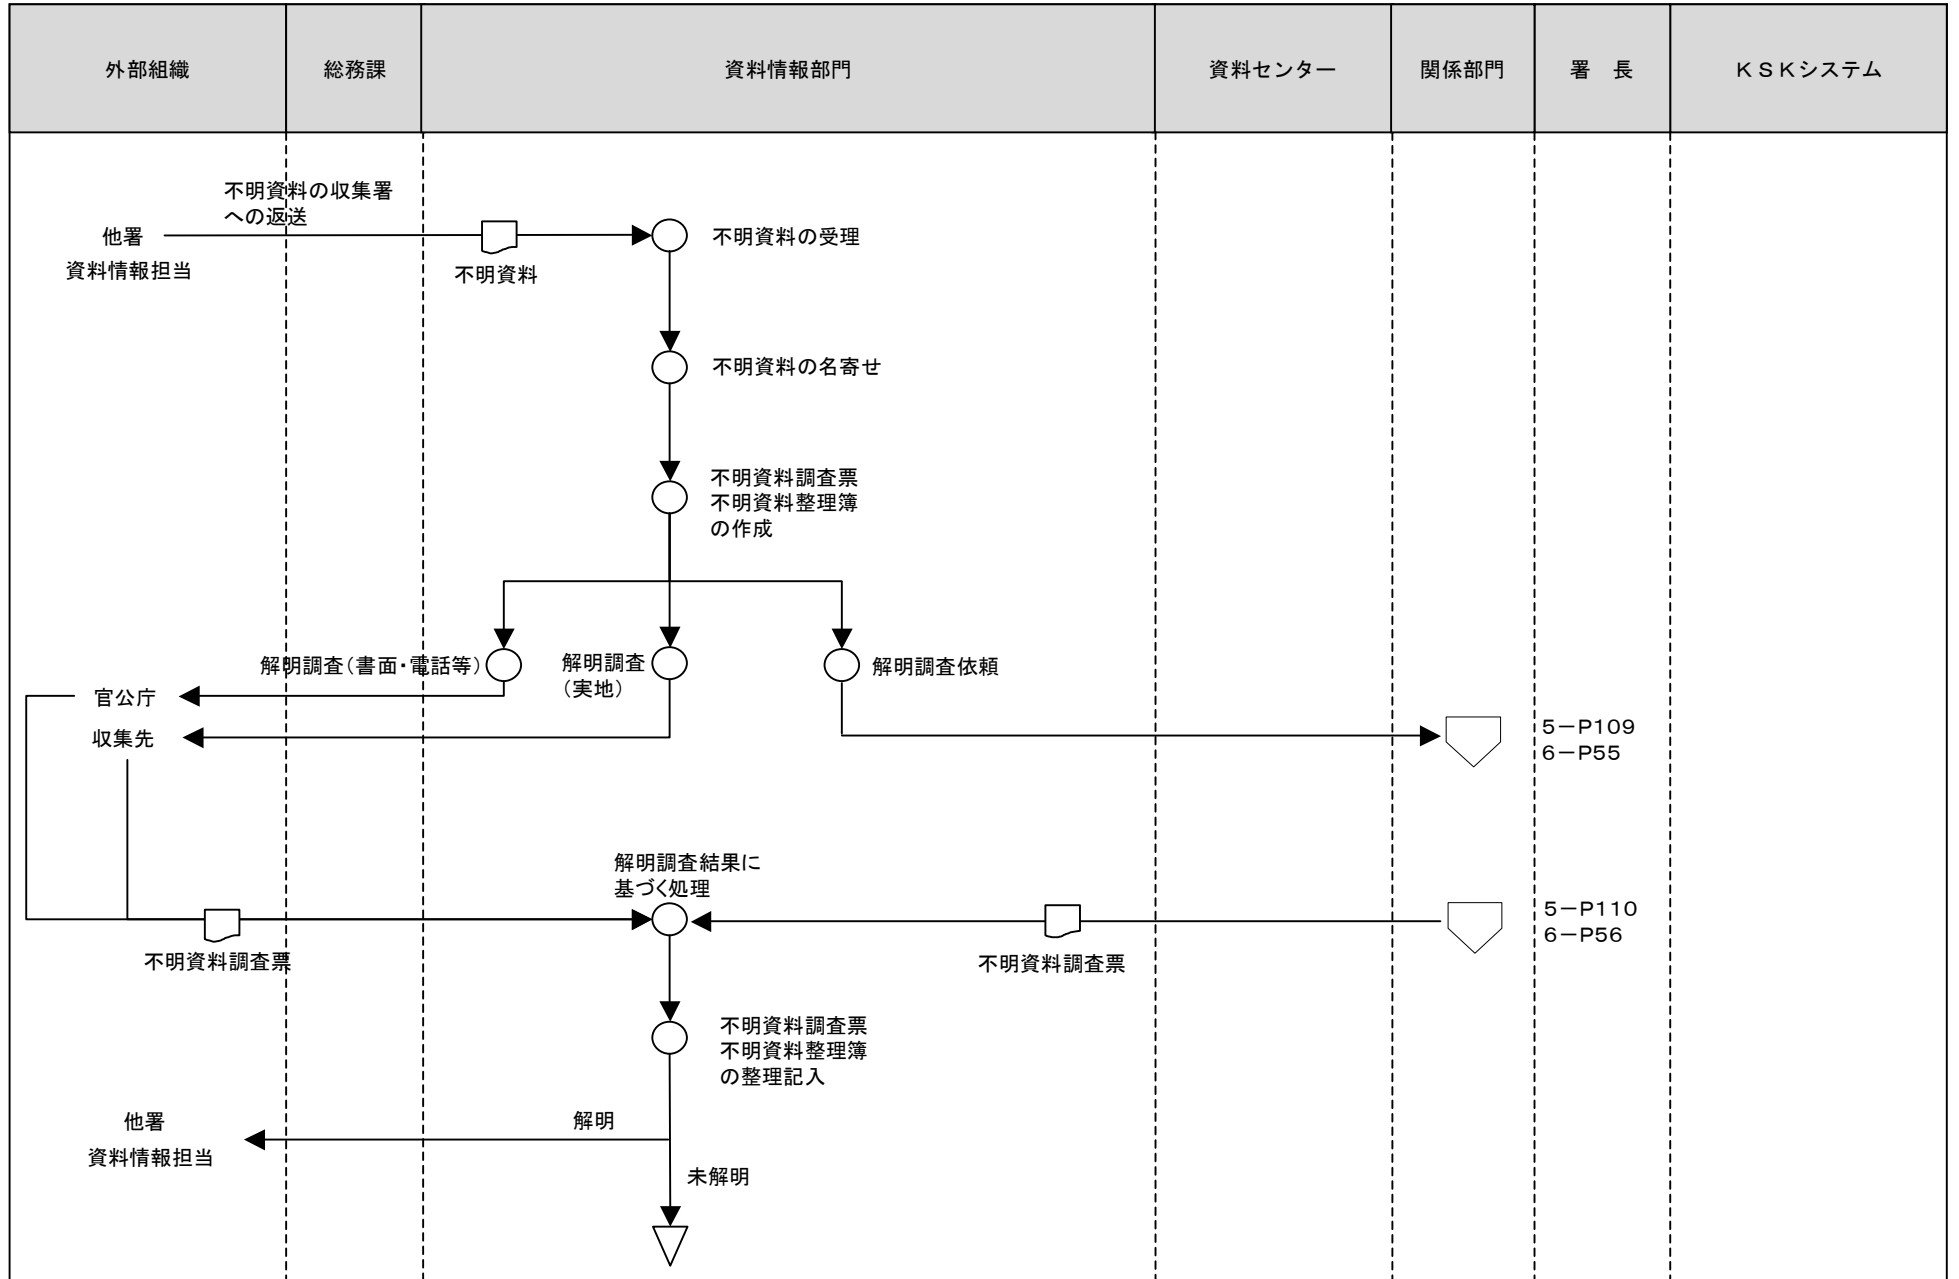 外部組織
総務課
資料情報部門
資料センター
関係部門
署　長
ＫＳＫシステム
不明資料の収集署
への返送
他署
資料情報担当
不明資料
不明資料の受理
不明資料の名寄せ
不明資料調査票
不明資料整理簿
の作成
解明調査（書面・電話等）
解明調査
（実地）
解明調査依頼
官公庁
収集先
５－Ｐ１０９
６－Ｐ５５
解明調査結果に
基づく処理
５－Ｐ１１０
６－Ｐ５６
不明資料調査票
不明資料調査票
不明資料調査票
不明資料整理簿
の整理記入
他署
資料情報担当
解明
未解明